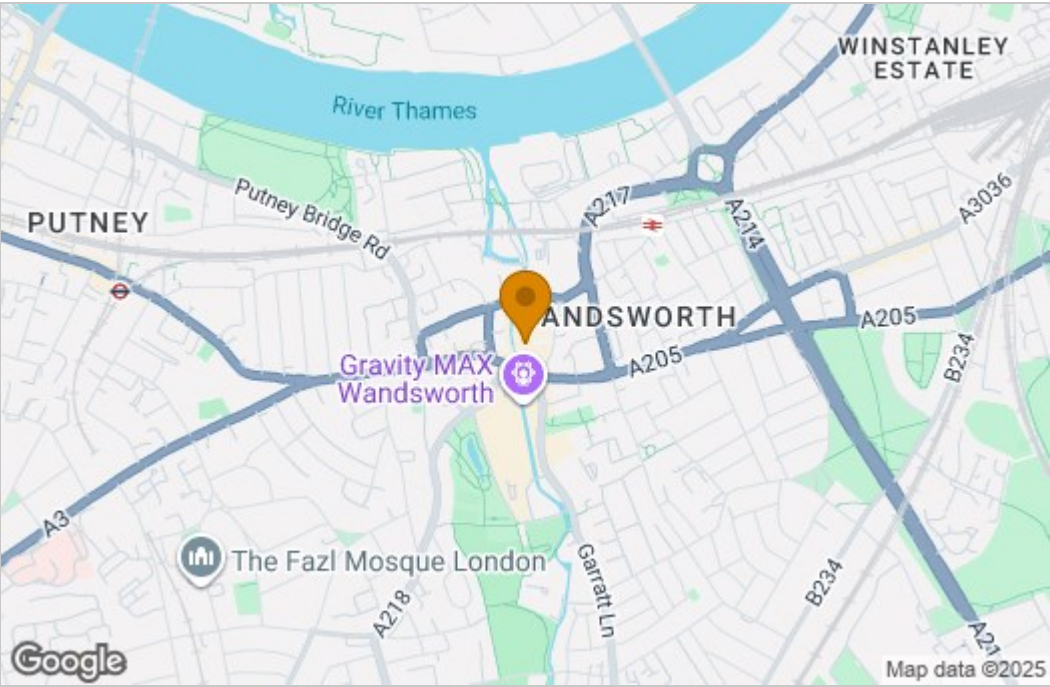 WINSTANLEY
ESTATE
River Thames
Putney Bridge Rd
A217
A3036
PUTNEY
A214
ANDSWORTH
A205
A205
B234
Gravity MAX
Wandsworth
A3
The Fazl Mosque London
Garratt Ln
B234
A218
A21
Google
Map data ©2025